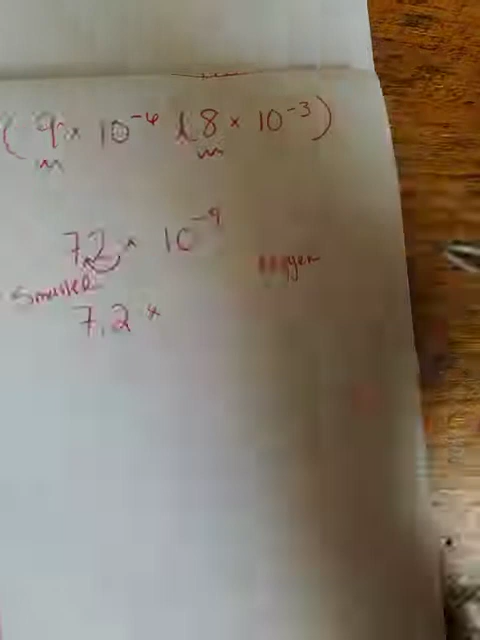 ( 9 × 10⁻⁶ )( 8 × 10⁻³ )
72 × 10⁻⁹
smaller
7.2 ×